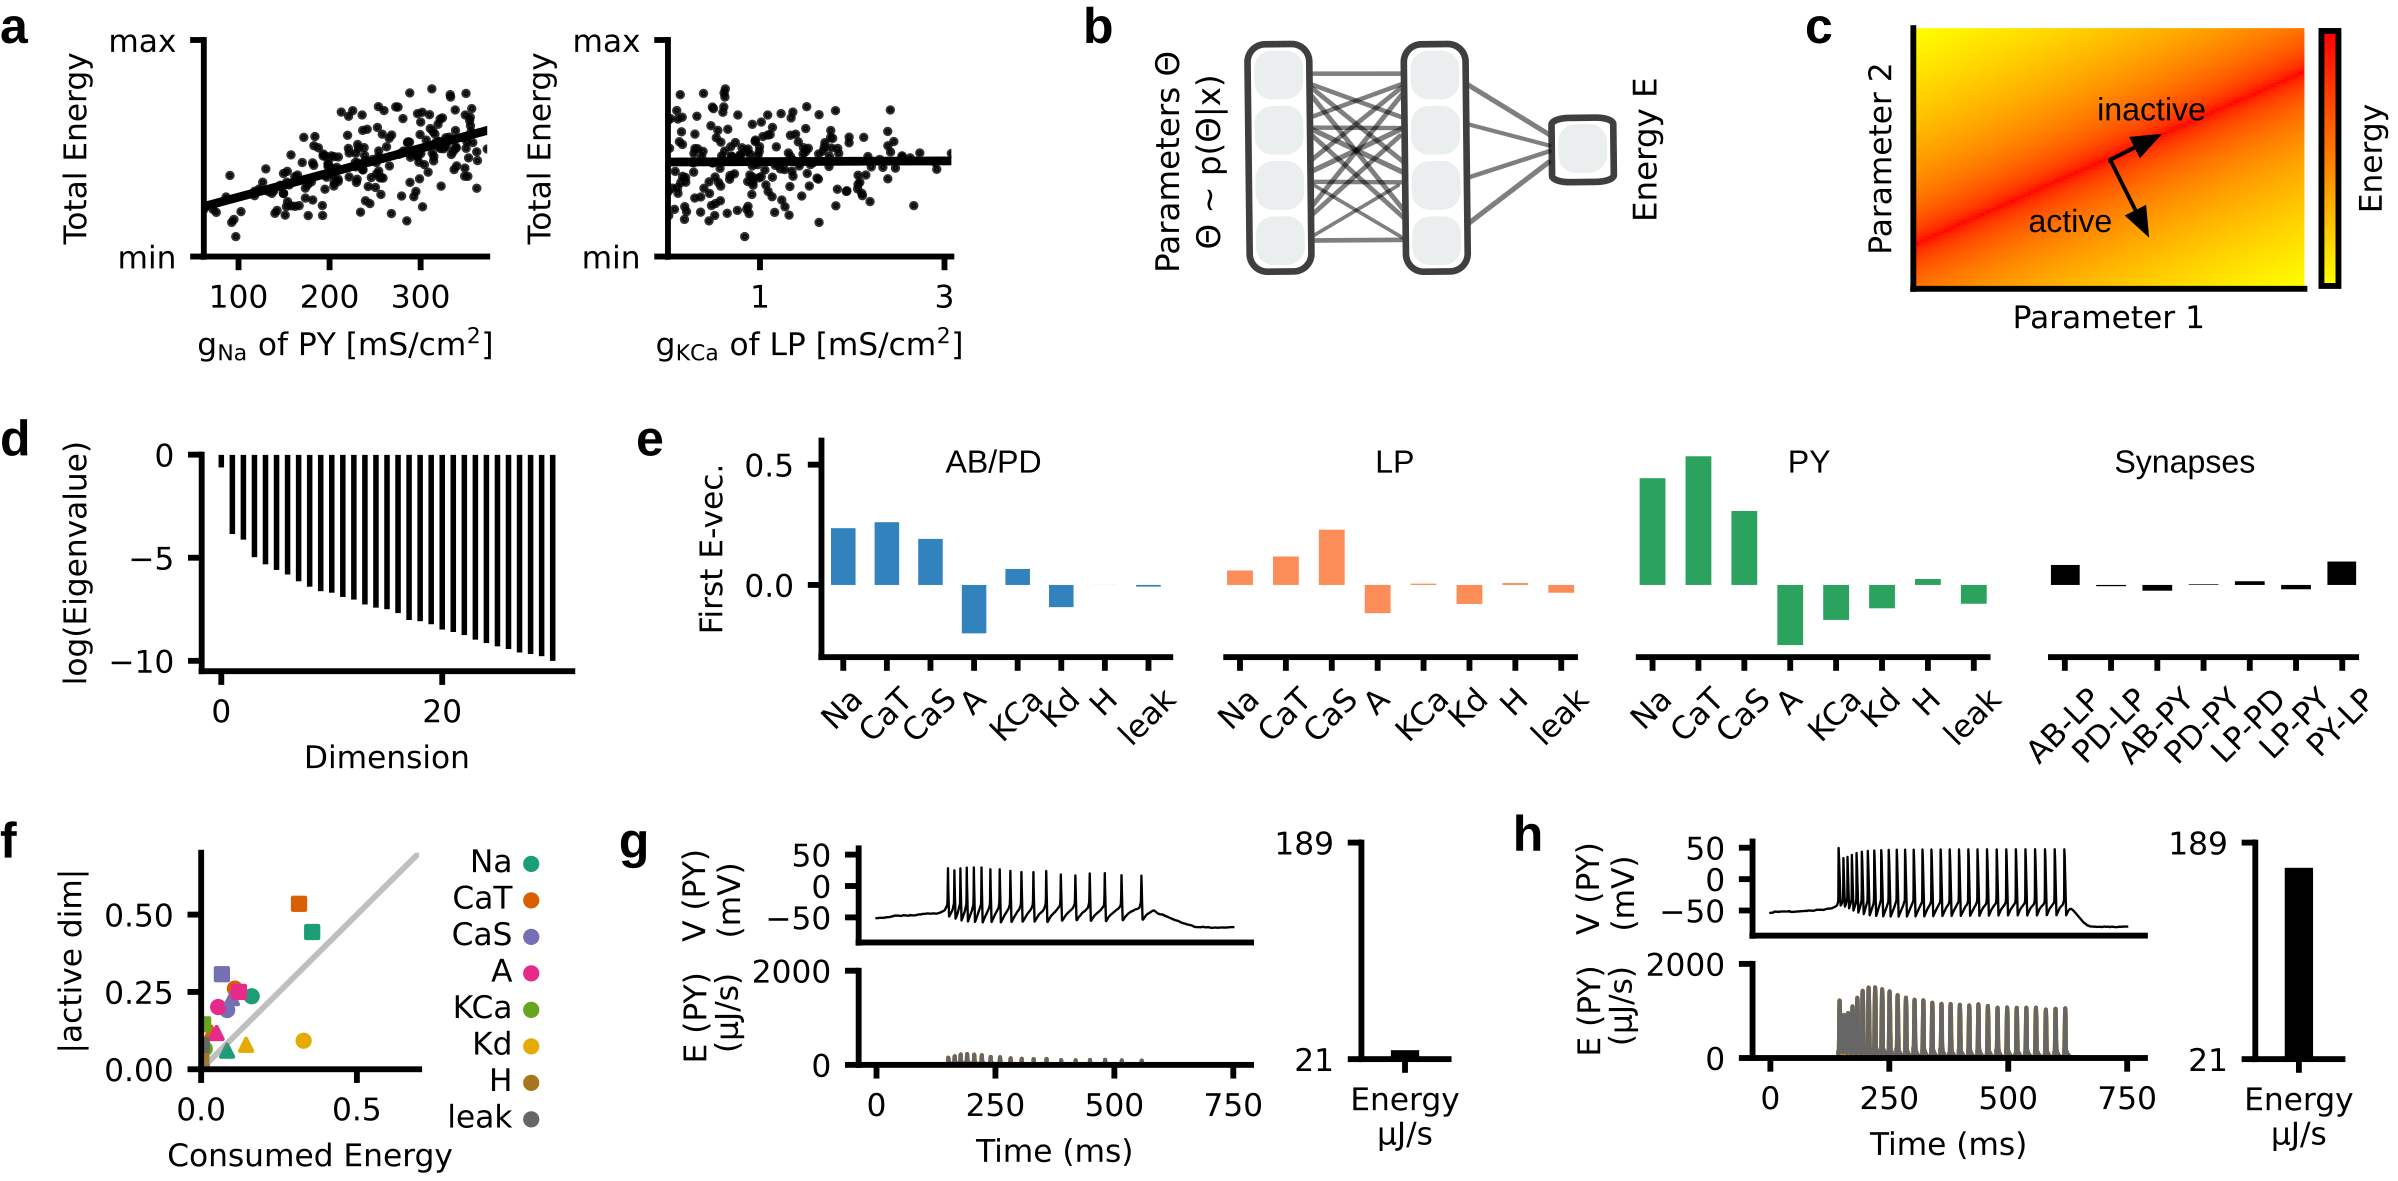 a
max
Total Energy
min
100 200 300
gNa of PY [mS/cm²]
max
Total Energy
min
1 3
gKCa of LP [mS/cm²]
b
Parameters Θ
Θ ~ p(Θ|x)
Energy E
c
Parameter 2
inactive
active
Parameter 1
Energy
d
log(Eigenvalue)
0
−5
−10
0 20
Dimension
e
First E-vec.
0.5
0.0
AB/PD
Na CaT CaS A KCa Kd H leak
LP
Na CaT CaS A KCa Kd H leak
PY
Na CaT CaS A KCa Kd H leak
Synapses
AB-LP PD-LP AB-PY PD-PY LP-PD LP-PY PY-LP
f
|active dim|
0.50
0.25
0.00
0.0 0.5
Consumed Energy
Na
CaT
CaS
A
KCa
Kd
H
leak
g
V (PY)
(mV)
50
0
−50
E (PY)
(μJ/s)
2000
0
0 250 500 750
Time (ms)
189
21
Energy
μJ/s
h
V (PY)
(mV)
50
0
−50
E (PY)
(μJ/s)
2000
0
0 250 500 750
Time (ms)
189
21
Energy
μJ/s